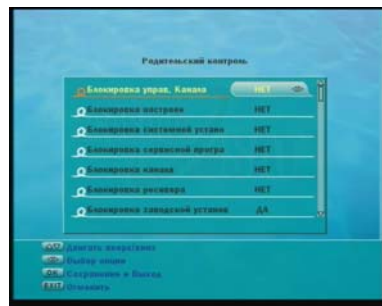 Родительский контроль
Блокировка управ. Канала НЕТ
Блокировка настроек НЕТ
Блокировка системной устано НЕТ
Блокировка сервисной програ НЕТ
Блокировка канала НЕТ
Блокировка ресивера НЕТ
Блокировка заводской установ ДА
Двигать вверх/вниз
Выбор опции
OK Сохранение и Выход
EXIT Отменить